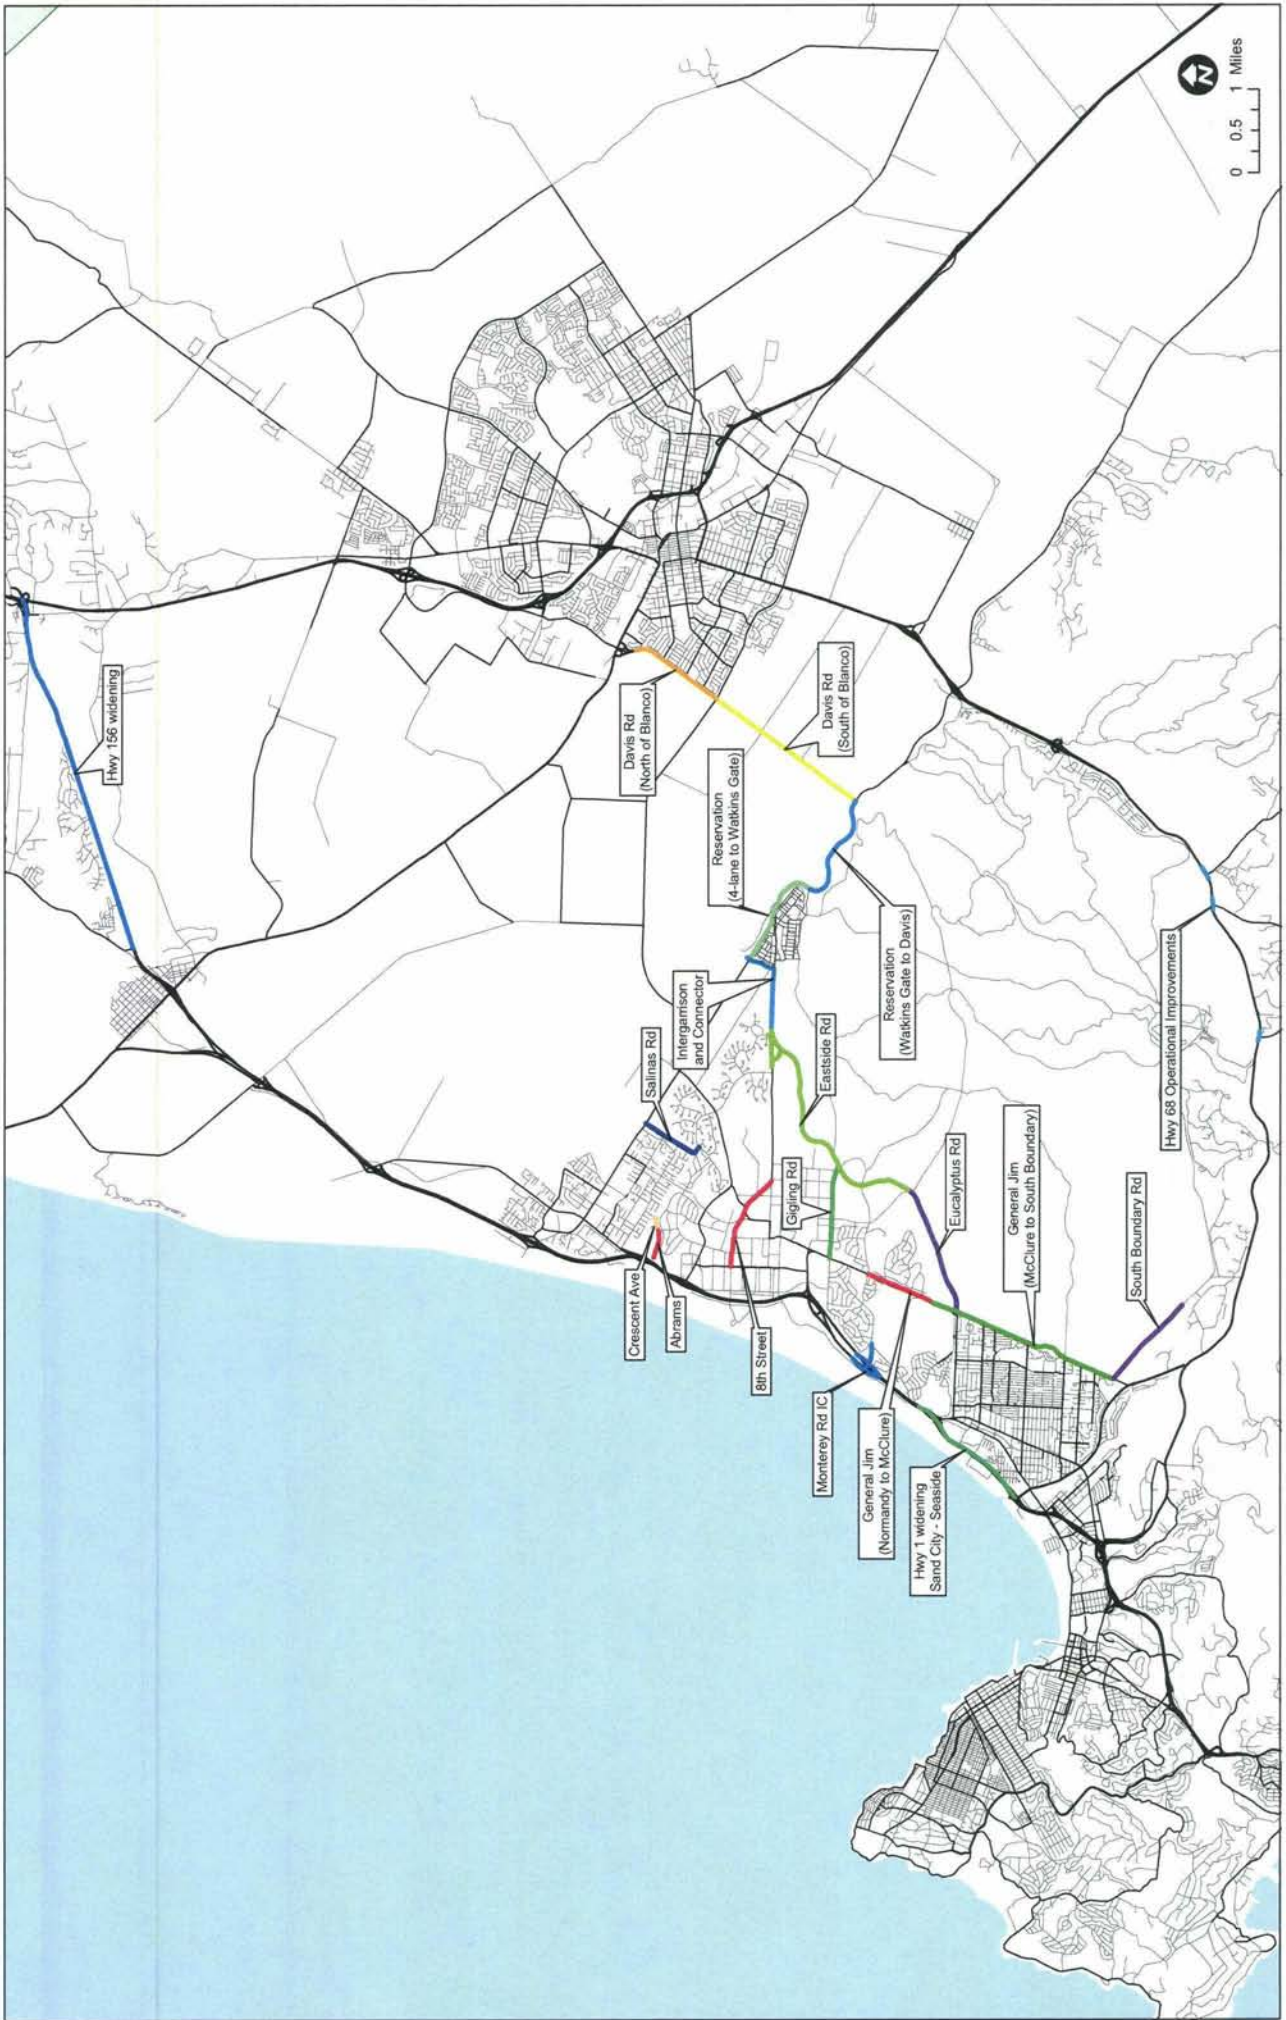 Hwy 156 widening
N
0 0.5 1 Miles
Davis Rd
(North of Blanco)
Davis Rd
(South of Blanco)
Reservation
(4-lane to Watkins Gate)
Reservation
(Watkins Gate to Davis)
Intergarrison
and Connector
Salinas Rd
Eastside Rd
Gigling Rd
Eucalyptus Rd
General Jim
(McClure to South Boundary)
South Boundary Rd
Hwy 68 Operational Improvements
Crescent Ave
Abrams
8th Street
Monterey Rd IC
General Jim
(Normandy to McClure)
Hwy 1 widening
Sand City - Seaside